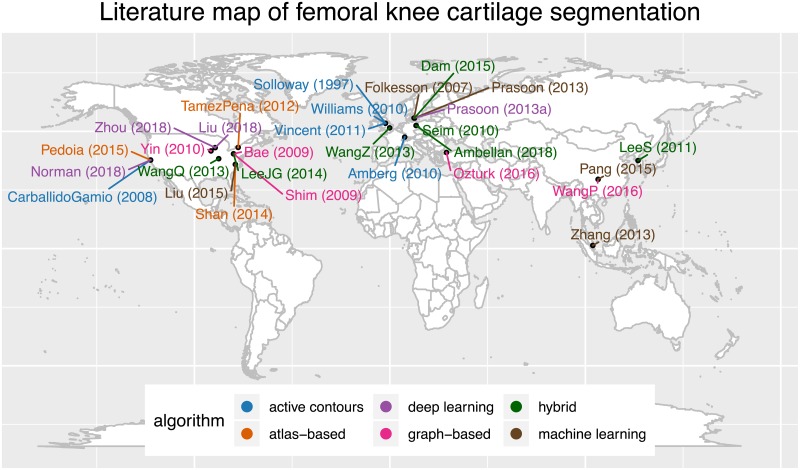 Literature map of femoral knee cartilage segmentation
Dam (2015)
Solloway (1997)
Folkesson (2007)
Prasoon (2013)
TamezPena (2012)
Williams (2010)
Prasoon (2013a)
Zhou (2018)
Liu (2018)
Vincent (2011)
Seim (2010)
Pedoia (2015)
Yin (2010)
Bae (2009)
WangZ (2013)
Ambellan (2018)
LeeS (2011)
Norman (2018)
WangQ (2013)
LeeJG (2014)
Amberg (2010)
Ozturk (2016)
Pang (2015)
CarballidoGamio (2008)
Liu (2015)
Shim (2009)
WangP (2016)
Shan (2014)
Zhang (2013)
algorithm
active contours
deep learning
hybrid
atlas−based
graph−based
machine learning